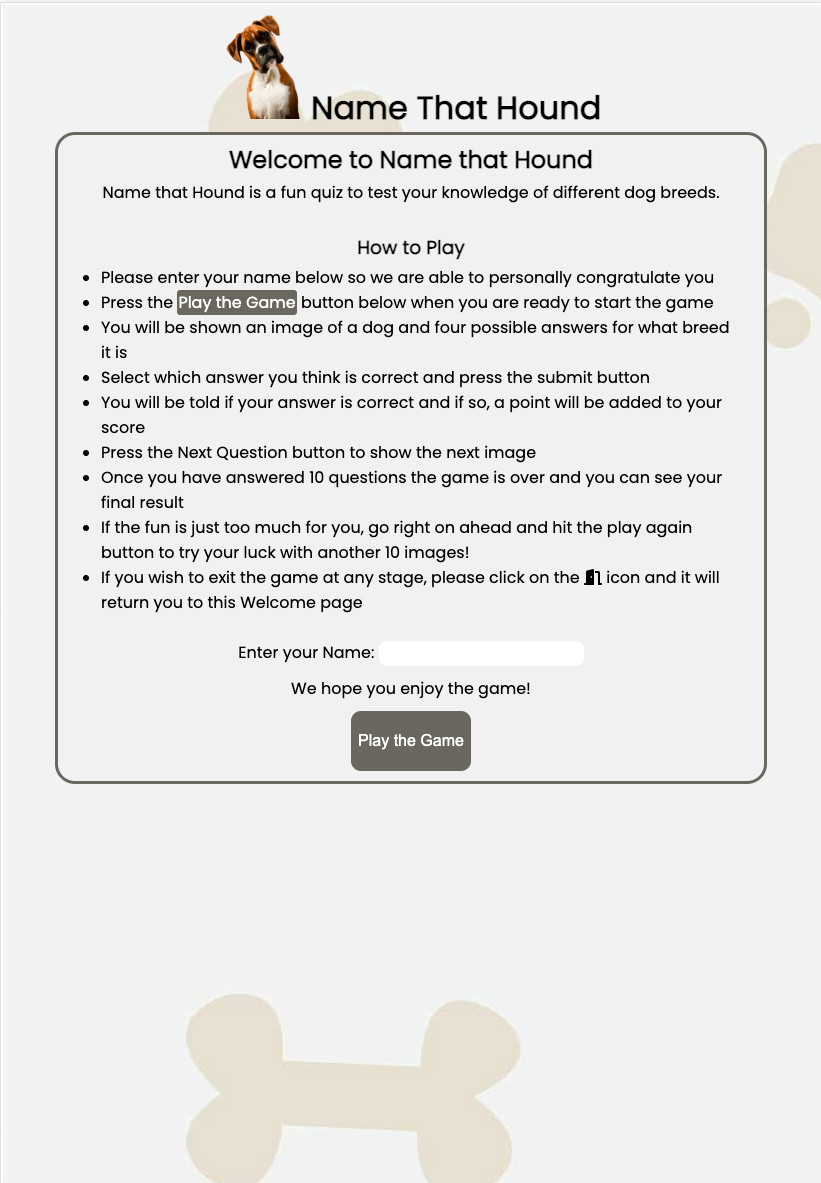 Name That Hound
Welcome to Name that Hound
Name that Hound is a fun quiz to test your knowledge of different dog breeds.
How to Play
Please enter your name below so we are able to personally congratulate you
Press the Play the Game button below when you are ready to start the game
You will be shown an image of a dog and four possible answers for what breed
it is
Select which answer you think is correct and press the submit button
You will be told if your answer is correct and if so, a point will be added to your
score
Press the Next Question button to show the next image
Once you have answered 10 questions the game is over and you can see your
final result
If the fun is just too much for you, go right on ahead and hit the play again
button to try your luck with another 10 images!
If you wish to exit the game at any stage, please click on the icon and it will
return you to this Welcome page
Enter your Name:
We hope you enjoy the game!
Play the Game